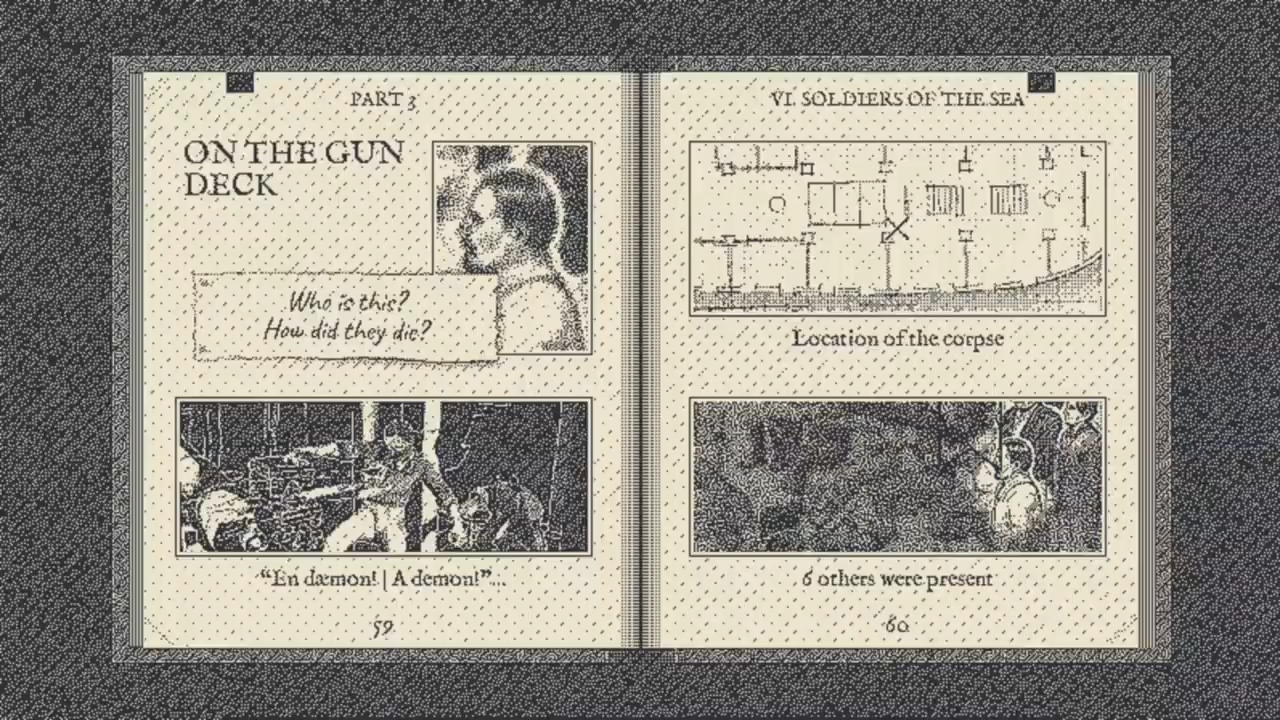 PART 3
ON THE GUN
DECK
Who is this?
How did they die?
“En dæmon! | A demon!”...
59
VI. SOLDIERS OF THE SEA
Location of the corpse
6 others were present
60